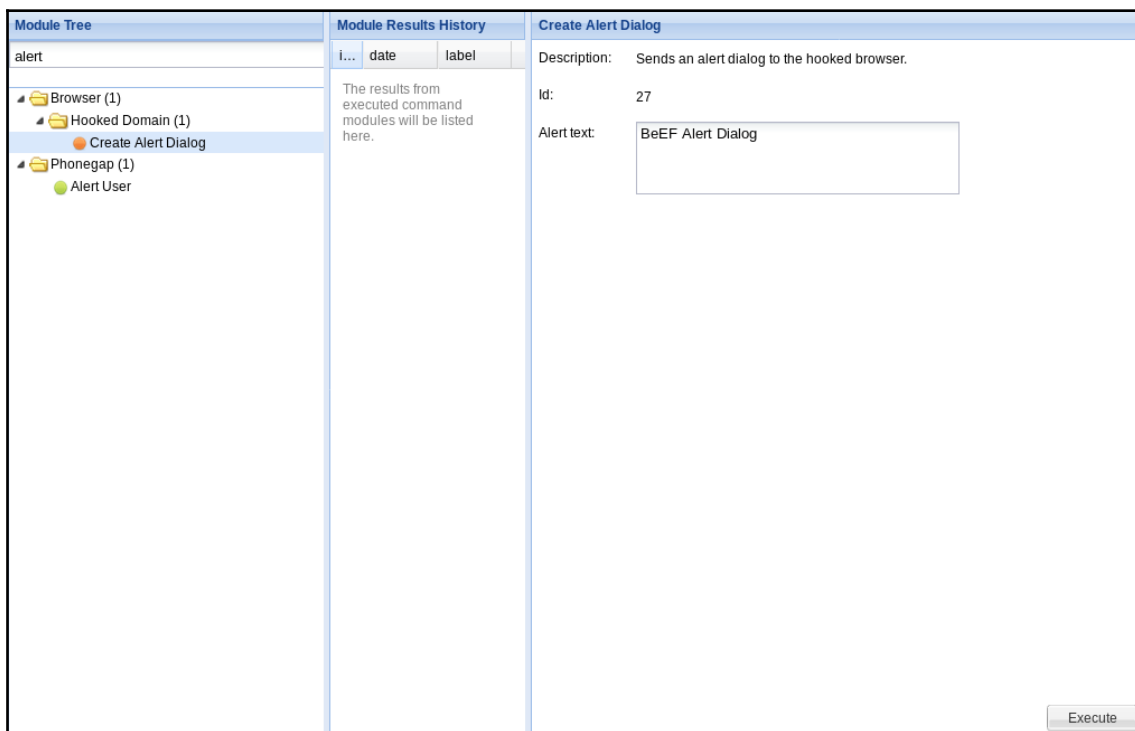 Module Tree
alert
Browser (1)
Hooked Domain (1)
Create Alert Dialog
Phonegap (1)
Alert User
Module Results History
i... date label
The results from
executed command
modules will be listed
here.
Create Alert Dialog
Description: Sends an alert dialog to the hooked browser.
Id: 27
Alert text: BeEF Alert Dialog
Execute